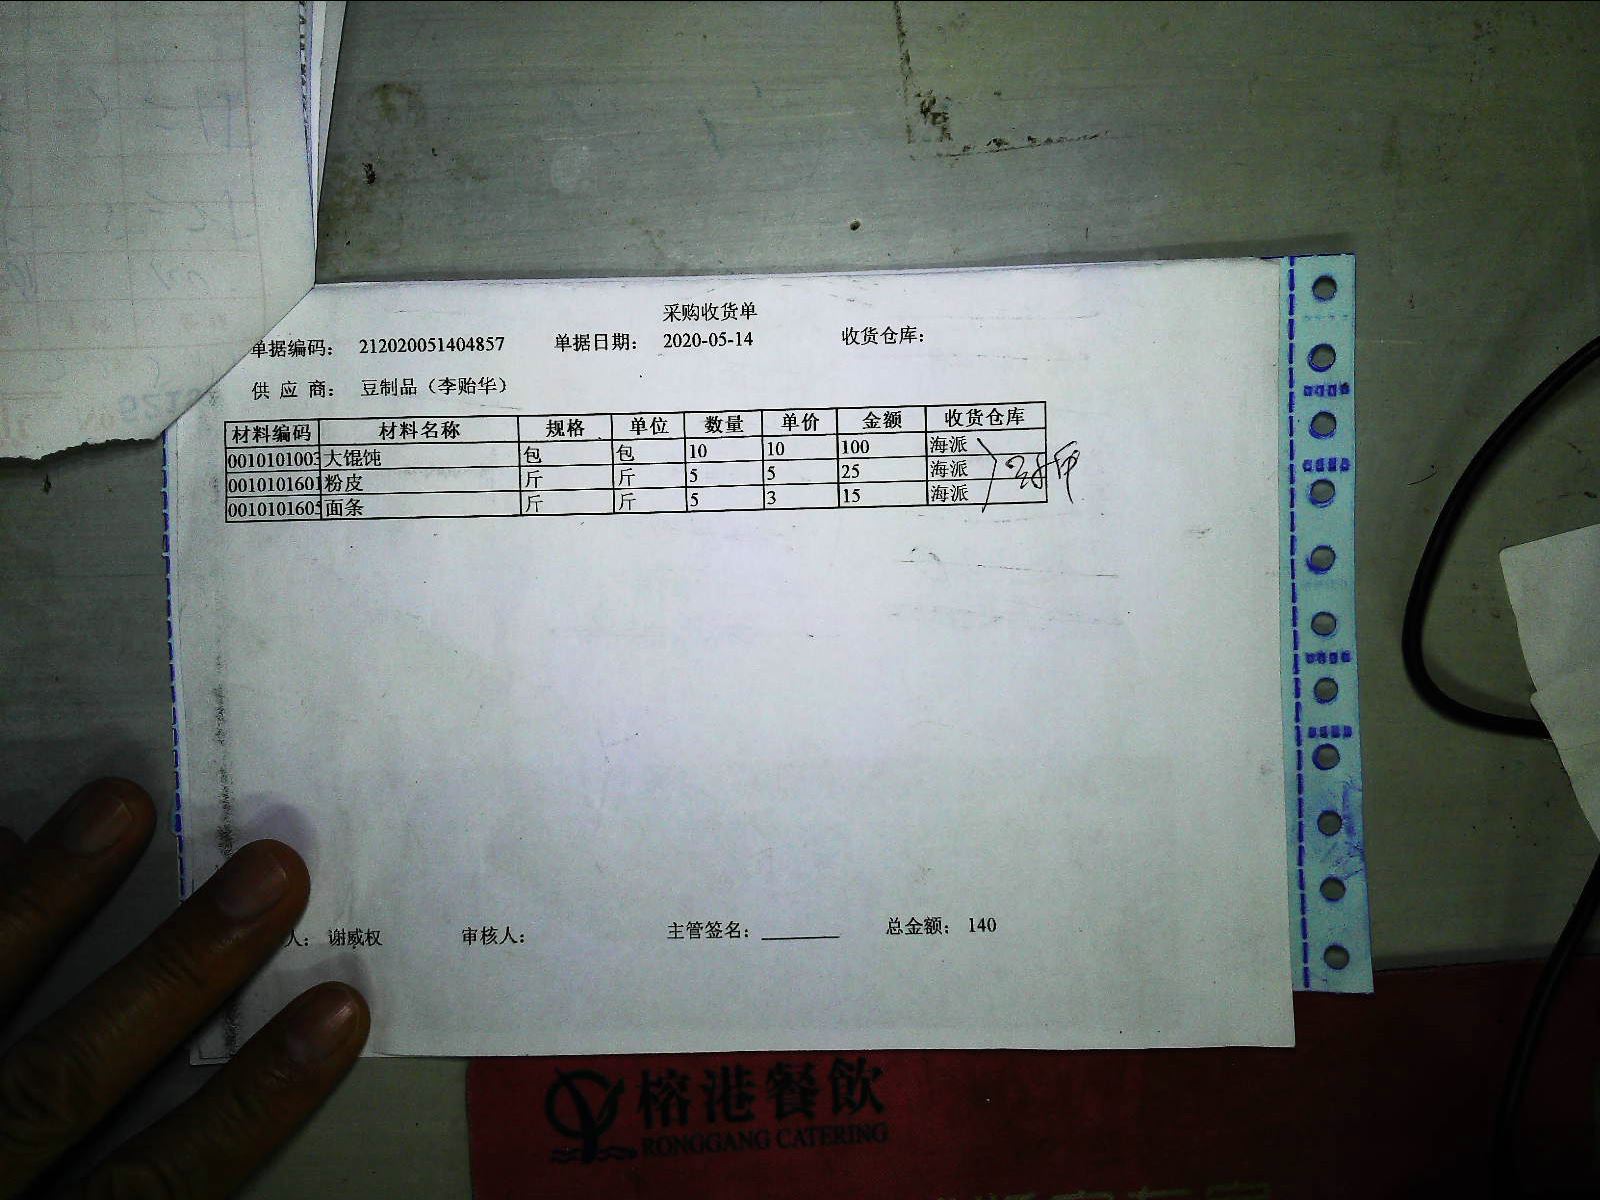 采购收货单
单据编码： 212020051404857 单据日期： 2020-05-14 收货仓库：
供 应 商： 豆制品（李贻华）
材料编码 材料名称 规格 单位 数量 单价 金额 收货仓库
0010101003 大馄饨 包 包 10 10 100 海派
0010101601 粉皮 斤 斤 5 5 25 海派
0010101605 面条 斤 斤 5 3 15 海派
人： 谢威权 审核人： 主管签名： 总金额： 140
榕港餐飲
RONGGANG CATERING